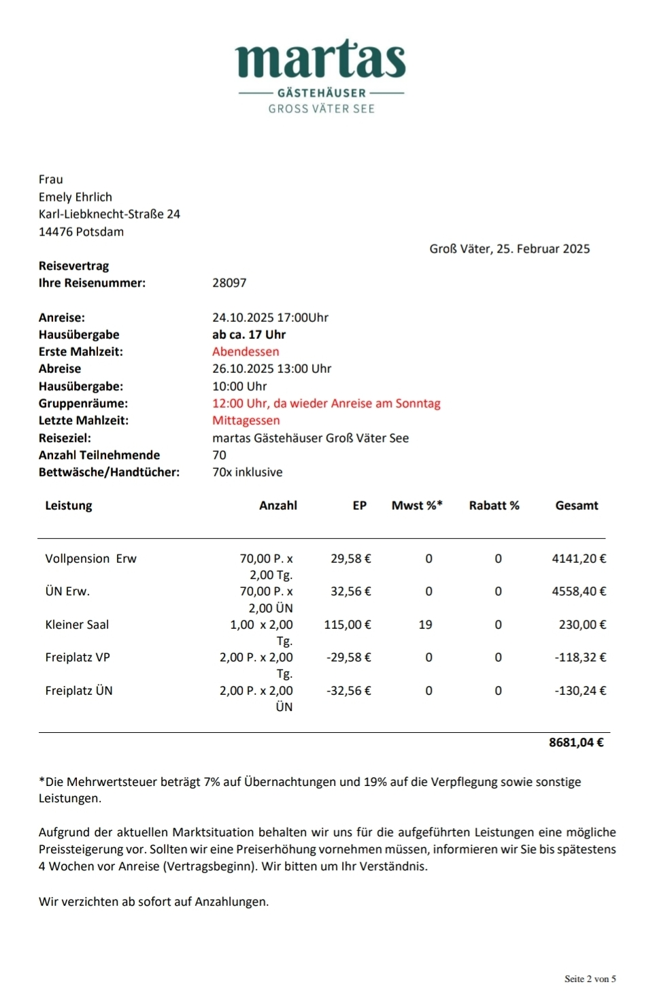 martas
GÄSTEHÄUSER
GROSS VÄTER SEE
Frau
Emely Ehrlich
Karl-Liebknecht-Straße 24
14476 Potsdam
Groß Väter, 25. Februar 2025
Reisevertrag
Ihre Reisenummer: 28097
Anreise: 24.10.2025 17:00Uhr
Hausübergabe ab ca. 17 Uhr
Erste Mahlzeit: Abendessen
Abreise 26.10.2025 13:00 Uhr
Hausübergabe: 10:00 Uhr
Gruppenräume: 12:00 Uhr, da wieder Anreise am Sonntag
Letzte Mahlzeit: Mittagessen
Reiseziel: martas Gästehäuser Groß Väter See
Anzahl Teilnehmende 70
Bettwäsche/Handtücher: 70x inklusive
Leistung Anzahl EP Mwst %* Rabatt % Gesamt
Vollpension Erw 70,00 P. x 29,58 € 0 0 4141,20 €
2,00 Tg.
ÜN Erw. 70,00 P. x 32,56 € 0 0 4558,40 €
2,00 ÜN
Kleiner Saal 1,00 x 2,00 115,00 € 19 0 230,00 €
Tg.
Freiplatz VP 2,00 P. x 2,00 -29,58 € 0 0 -118,32 €
Tg.
Freiplatz ÜN 2,00 P. x 2,00 -32,56 € 0 0 -130,24 €
ÜN
8681,04 €
*Die Mehrwertsteuer beträgt 7% auf Übernachtungen und 19% auf die Verpflegung sowie sonstige
Leistungen.
Aufgrund der aktuellen Marktsituation behalten wir uns für die aufgeführten Leistungen eine mögliche
Preissteigerung vor. Sollten wir eine Preiserhöhung vornehmen müssen, informieren wir Sie bis spätestens
4 Wochen vor Anreise (Vertragsbeginn). Wir bitten um Ihr Verständnis.
Wir verzichten ab sofort auf Anzahlungen.
Seite 2 von 5